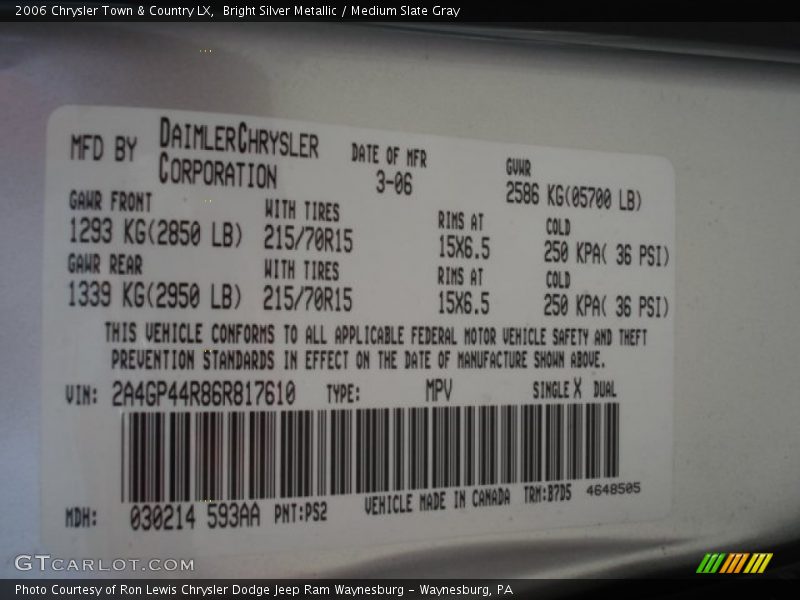 2006 Chrysler Town & Country LX, Bright Silver Metallic / Medium Slate Gray
MFD BY DAIMLERCHRYSLER CORPORATION DATE OF MFR 3-06 GVWR 2586 KG(05700 LB)
GAWR FRONT WITH TIRES RIMS AT COLD
1293 KG(2850 LB) 215/70R15 15X6.5 250 KPA( 36 PSI)
GAWR REAR WITH TIRES RIMS AT COLD
1339 KG(2950 LB) 215/70R15 15X6.5 250 KPA( 36 PSI)
THIS VEHICLE CONFORMS TO ALL APPLICABLE FEDERAL MOTOR VEHICLE SAFETY AND THEFT
PREVENTION STANDARDS IN EFFECT ON THE DATE OF MANUFACTURE SHOWN ABOVE.
VIN: 2A4GP44R86R817610 TYPE: MPV SINGLE X DUAL
MDH: 030214 593AA PNT:PS2 VEHICLE MADE IN CANADA TRM:B7D5 4648505
GTCARLOT.COM
Photo Courtesy of Ron Lewis Chrysler Dodge Jeep Ram Waynesburg - Waynesburg, PA